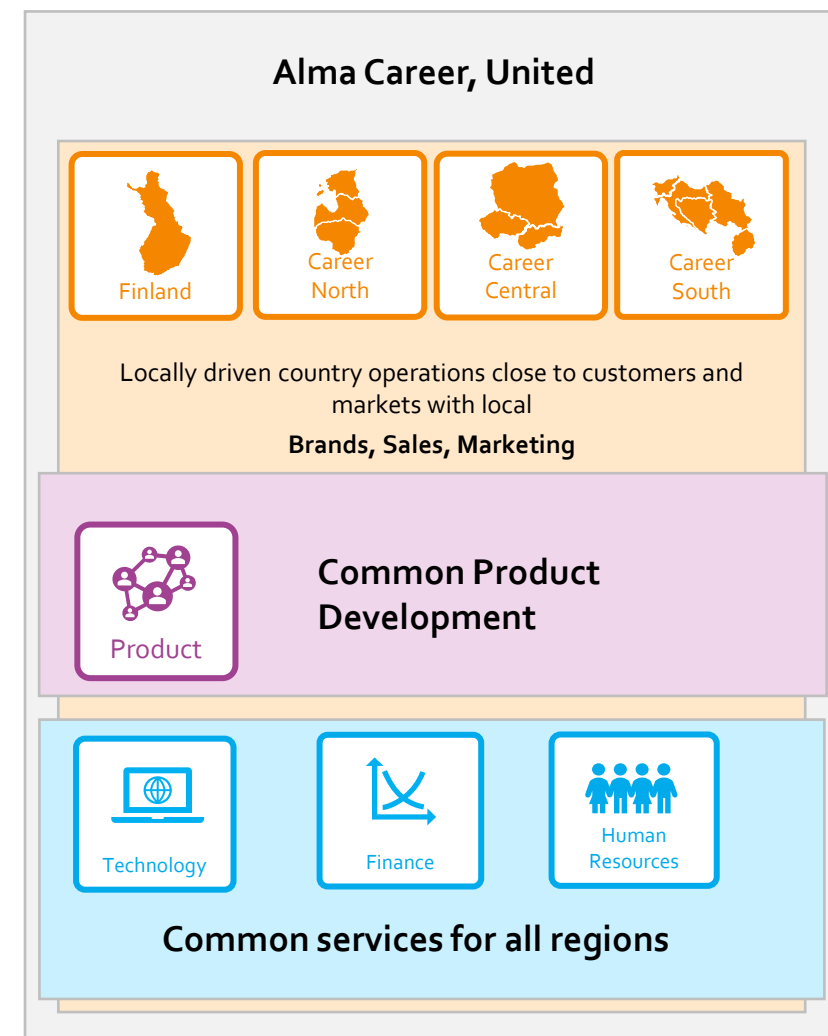 Alma Career, United
Finland
Career
North
Career
Central
Career
South
Locally driven country operations close to customers and
markets with local
Brands, Sales, Marketing
Product
Common Product
Development
Technology
Finance
Human
Resources
Common services for all regions